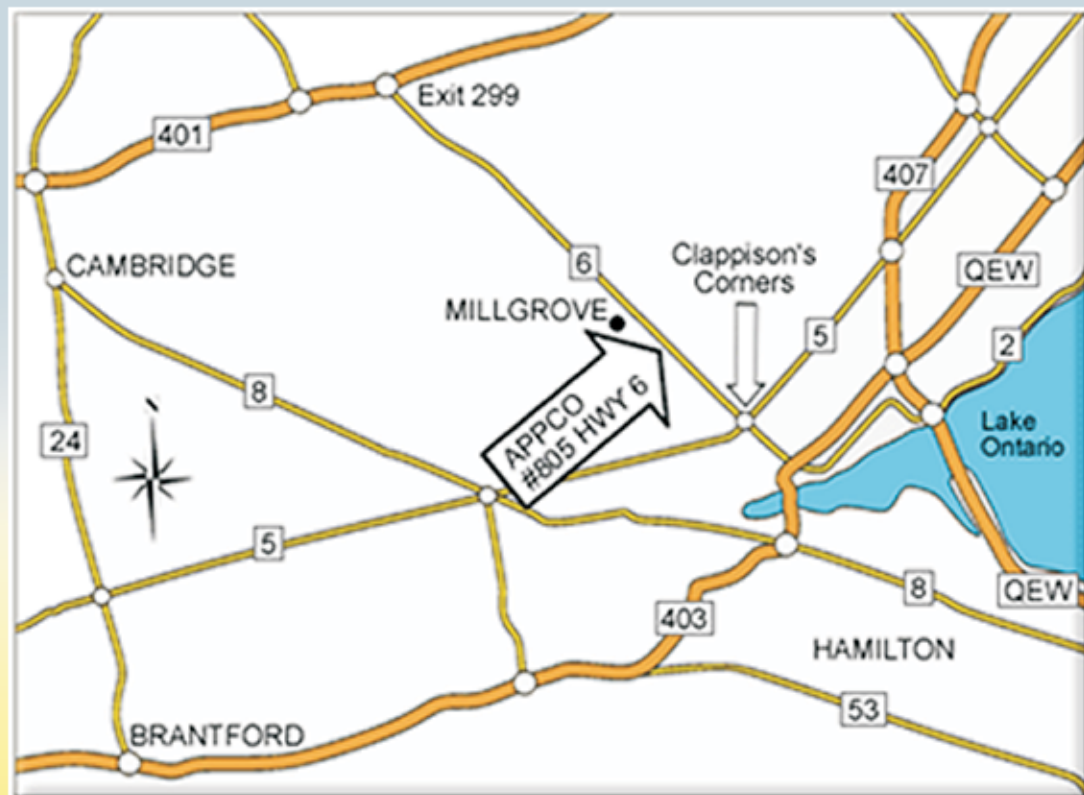 Exit 299
401
407
CAMBRIDGE
6
Clappison's
Corners
QEW
MILLGROVE
5
2
8
APPCO
#805 HWY 6
24
Lake
Ontario
5
8
QEW
403
HAMILTON
53
BRANTFORD